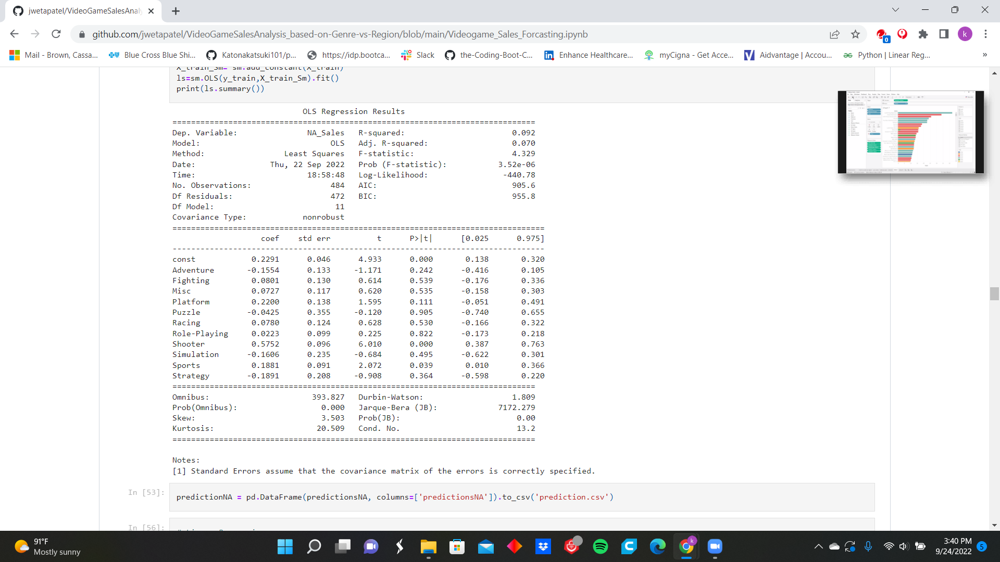 jwetapatel/VideoGameSalesAnaly
github.com/jwetapatel/VideoGameSalesAnalysis_based-on-Genre-vs-Region/blob/main/Videogame_Sales_Forcasting.ipynb
0
k
Mail - Brown, Cassa...
Blue Cross Blue Shi...
Katonakatsuki101/p...
https://idp.bootca...
Slack
the-Coding-Boot-C...
Enhance Healthcare...
myCigna - Get Acce...
Aidvantage | Accou...
Python | Linear Reg...
»
X_train_Sm= sm.add_constant(X_train)
ls=sm.OLS(y_train,X_train_Sm).fit()
print(ls.summary())
OLS Regression Results
==============================================================================
Dep. Variable: NA_Sales R-squared: 0.092
Model: OLS Adj. R-squared: 0.070
Method: Least Squares F-statistic: 4.329
Date: Thu, 22 Sep 2022 Prob (F-statistic): 3.52e-06
Time: 18:58:48 Log-Likelihood: -440.78
No. Observations: 484 AIC: 905.6
Df Residuals: 472 BIC: 955.8
Df Model: 11
Covariance Type: nonrobust
================================================================================
coef std err t P>|t| [0.025 0.975]
--------------------------------------------------------------------------------
const 0.2291 0.046 4.933 0.000 0.138 0.320
Adventure -0.1554 0.133 -1.171 0.242 -0.416 0.105
Fighting 0.0801 0.130 0.614 0.539 -0.176 0.336
Misc 0.0727 0.117 0.620 0.535 -0.158 0.303
Platform 0.2200 0.138 1.595 0.111 -0.051 0.491
Puzzle -0.0425 0.355 -0.120 0.905 -0.740 0.655
Racing 0.0780 0.124 0.628 0.530 -0.166 0.322
Role-Playing 0.0223 0.099 0.225 0.822 -0.173 0.218
Shooter 0.5752 0.096 6.010 0.000 0.387 0.763
Simulation -0.1606 0.235 -0.684 0.495 -0.622 0.301
Sports 0.1881 0.091 2.072 0.039 0.010 0.366
Strategy -0.1891 0.208 -0.908 0.364 -0.598 0.220
==============================================================================
Omnibus: 393.827 Durbin-Watson: 1.809
Prob(Omnibus): 0.000 Jarque-Bera (JB): 7172.279
Skew: 3.503 Prob(JB): 0.00
Kurtosis: 20.509 Cond. No. 13.2
==============================================================================
Notes:
[1] Standard Errors assume that the covariance matrix of the errors is correctly specified.
In [53]: predictionNA = pd.DataFrame(predictionsNA, columns=['predictionsNA']).to_csv('prediction.csv')
In [56]:
91°F
Mostly sunny
k
3:40 PM
9/24/2022
5